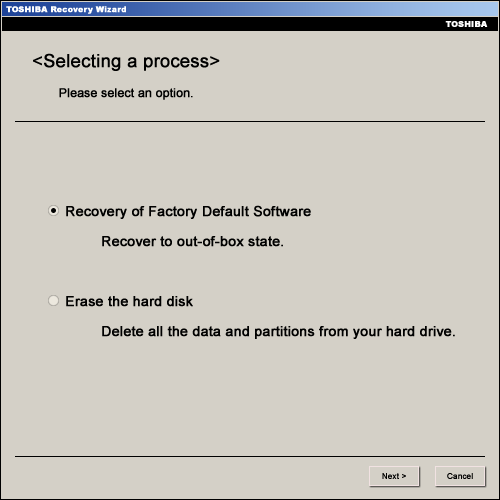 TOSHIBA Recovery Wizard
TOSHIBA
<Selecting a process>
Please select an option.
Recovery of Factory Default Software
Recover to out-of-box state.
Erase the hard disk
Delete all the data and partitions from your hard drive.
Next >
Cancel